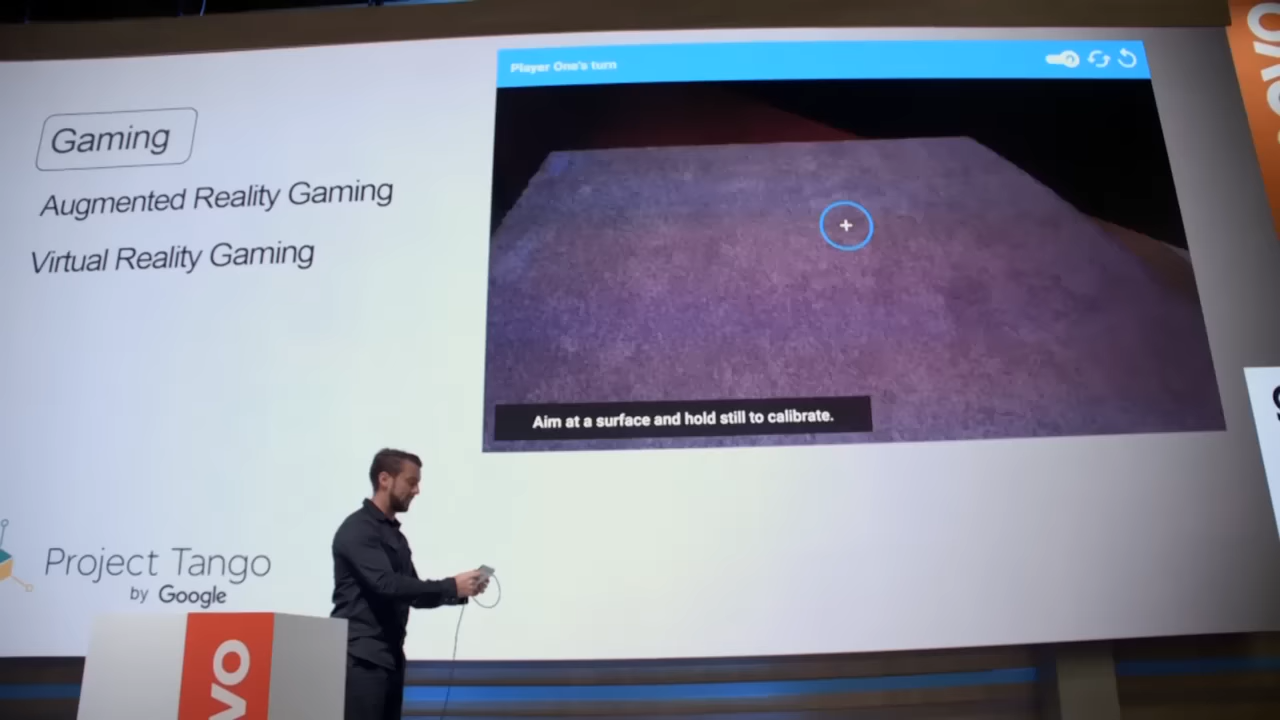 Gaming
Augmented Reality Gaming
Virtual Reality Gaming
Player One's turn
Aim at a surface and hold still to calibrate.
Project Tango
by Google
vo